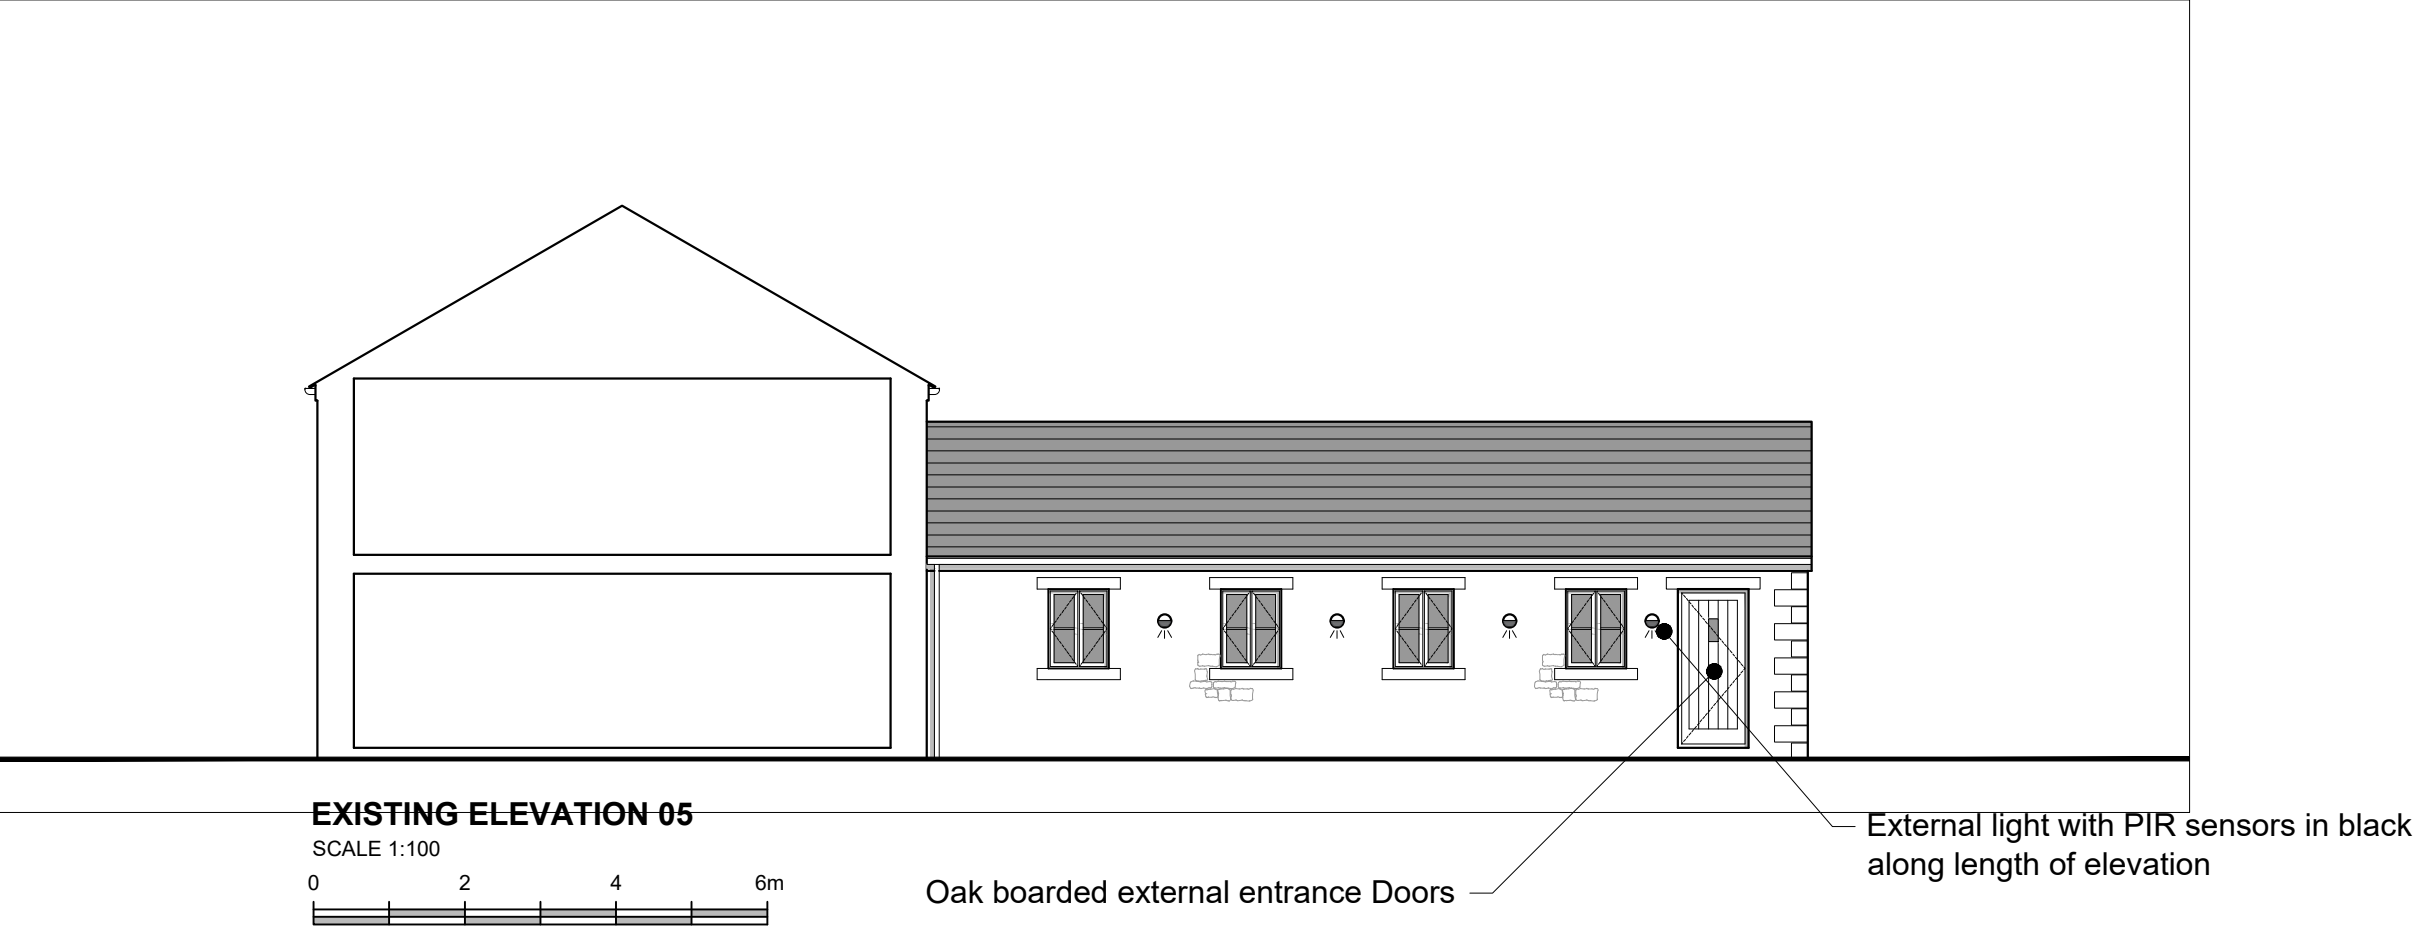 EXISTING ELEVATION 05
SCALE 1:100
0 2 4 6m
Oak boarded external entrance Doors
External light with PIR sensors in black
along length of elevation